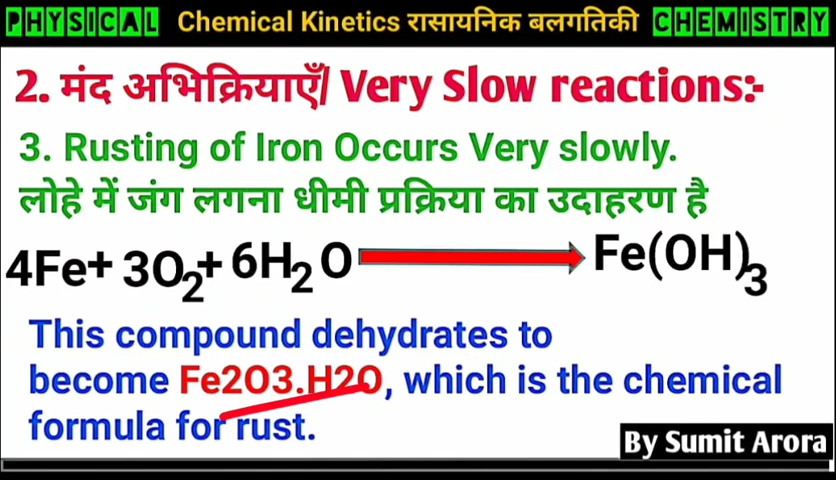 PHYSICAL Chemical Kinetics रासायनिक बलगतिकी CHEMISTRY
2. मंद अभिक्रियाएँ/ Very Slow reactions:-
3. Rusting of Iron Occurs Very slowly.
लोहे में जंग लगना धीमी प्रक्रिया का उदाहरण है
4Fe+ 3O₂+ 6H₂O → Fe(OH)₃
This compound dehydrates to
become Fe2O3.H2O, which is the chemical
formula for rust.
By Sumit Arora